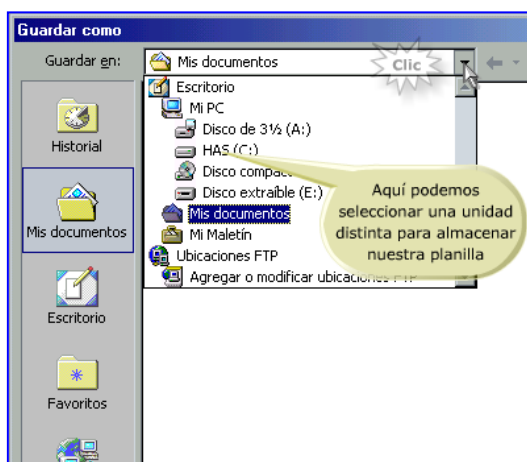 Guardar como
Guardar en:
Mis documentos
Clic
Escritorio
Mi PC
Disco de 3½ (A:)
HAS (C:)
Disco compac
Disco extraíble (E:)
Mis documentos
Mi Maletín
Ubicaciones FTP
Agregar o modificar ubicaciones FTP
Aquí podemos
seleccionar una unidad
distinta para almacenar
nuestra planilla
Historial
Mis documentos
Escritorio
Favoritos